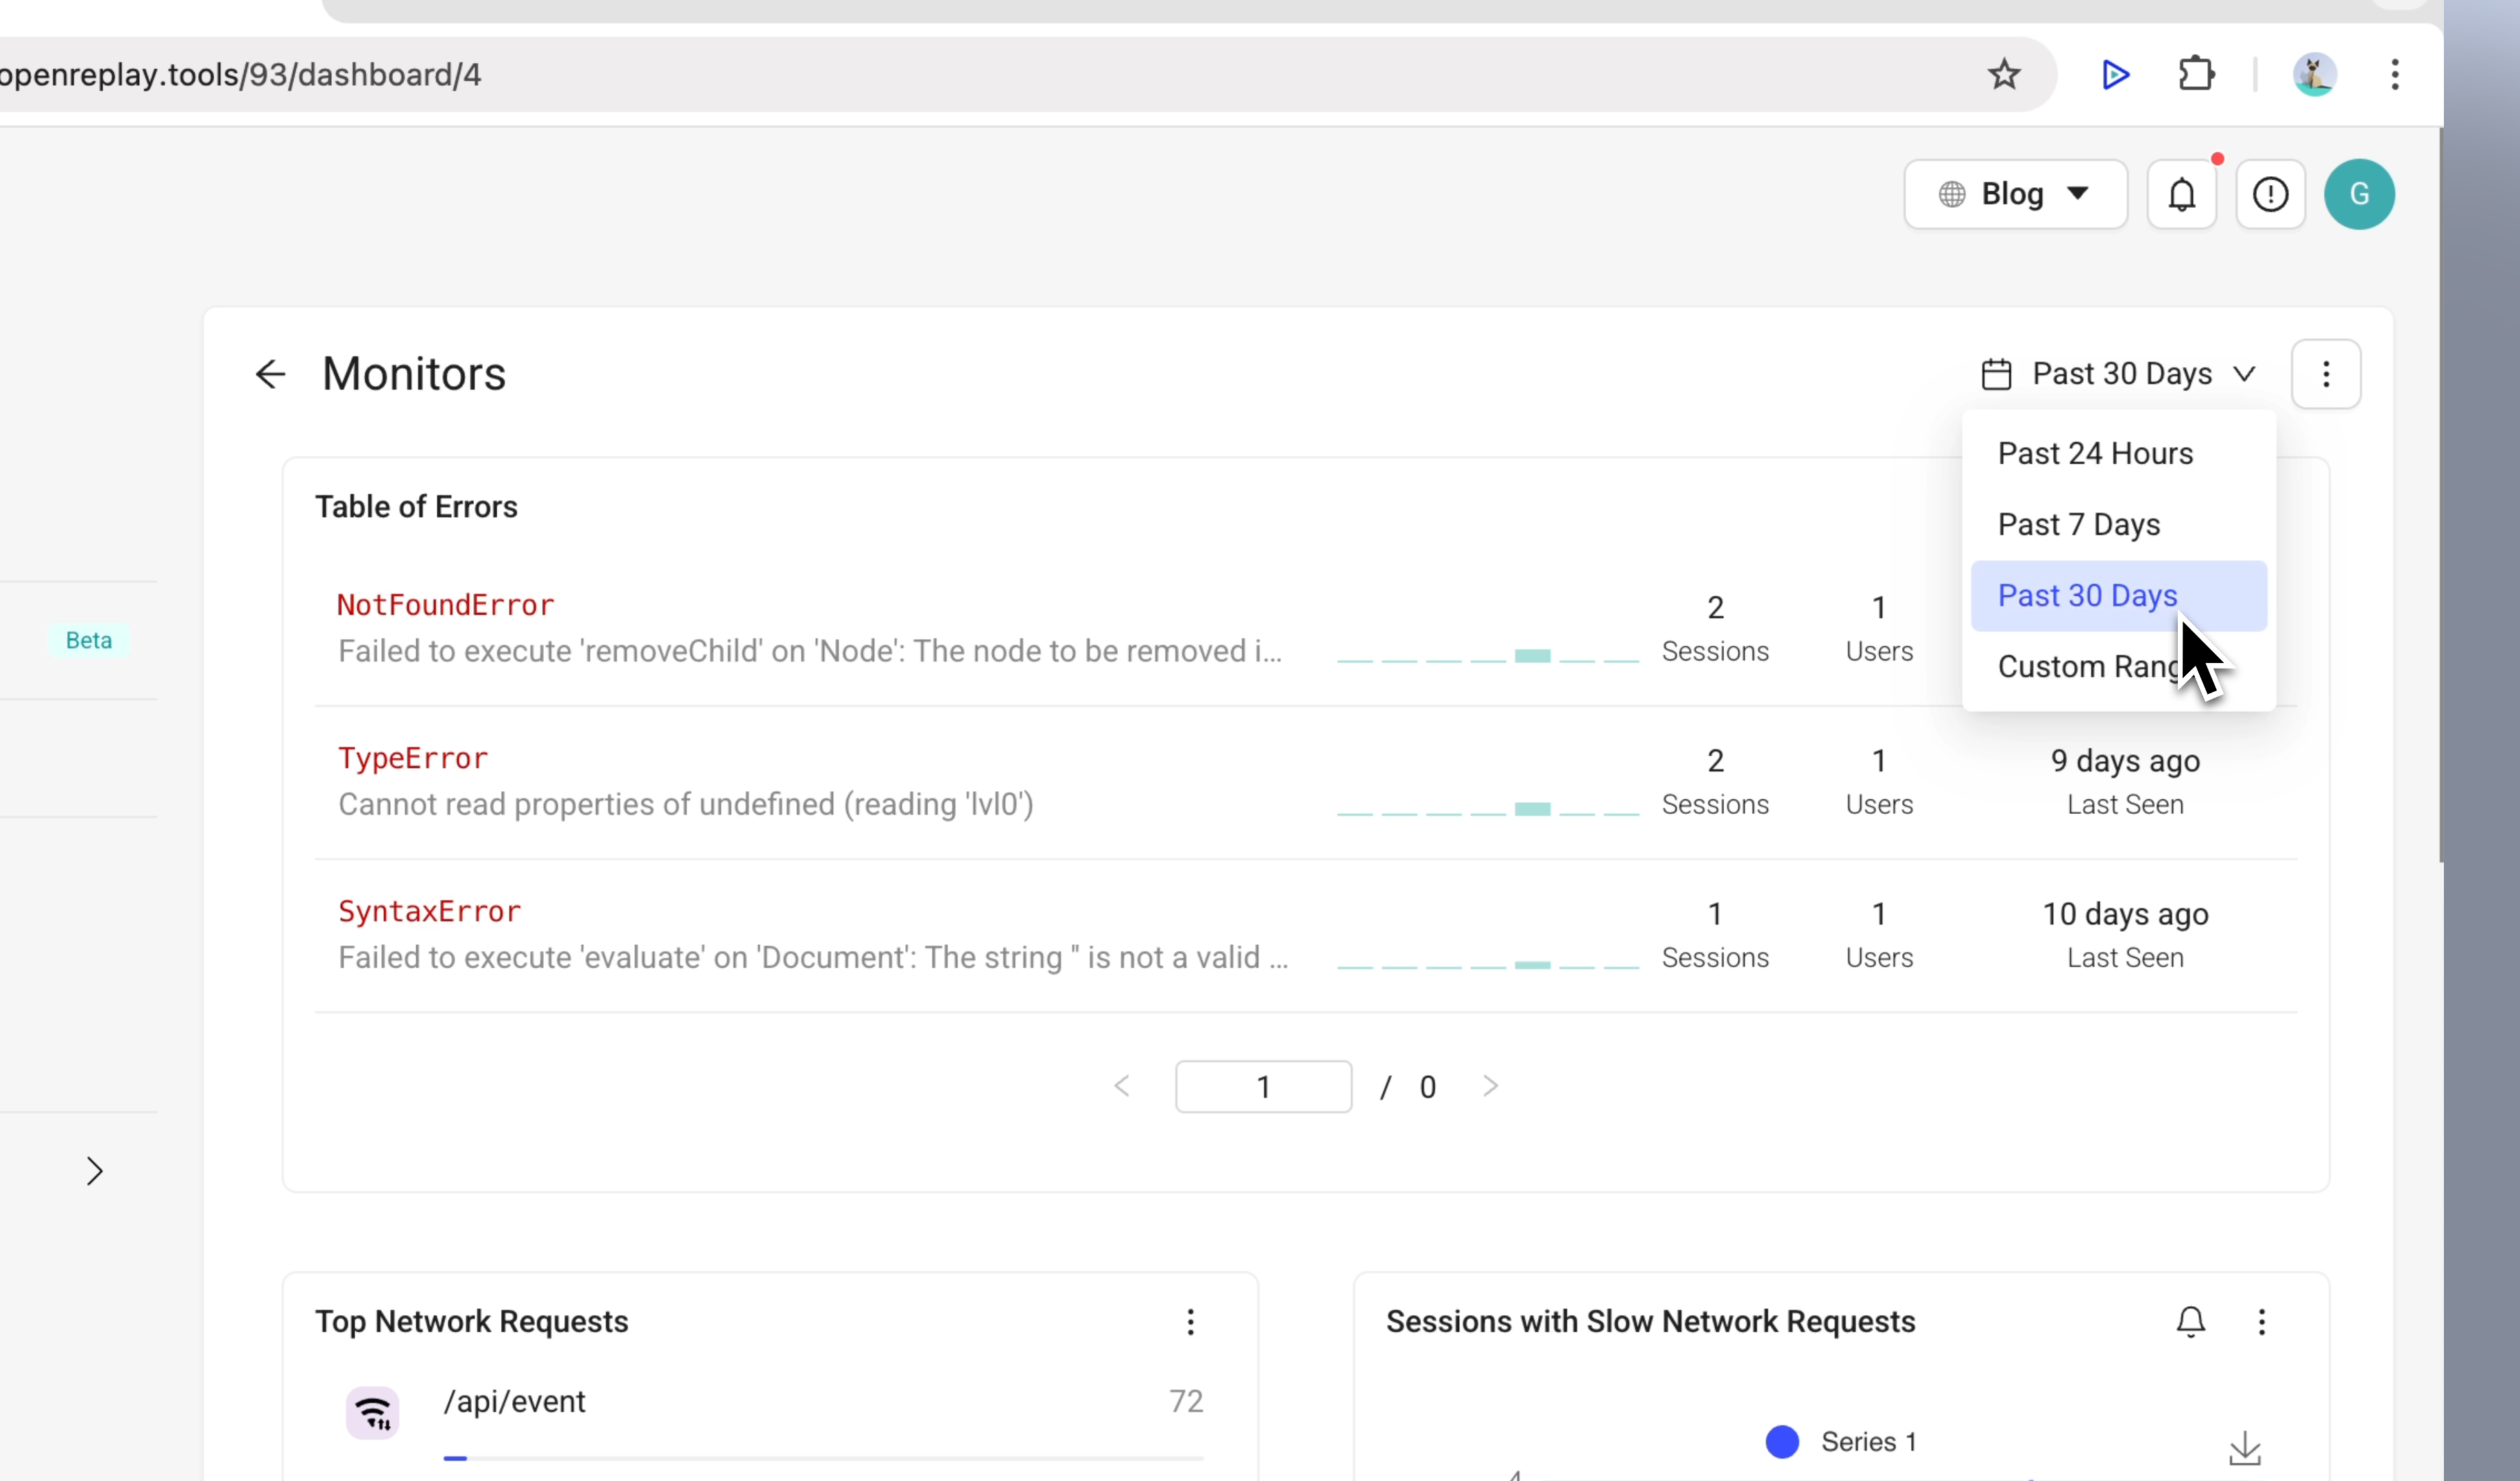 openreplay.tools/93/dashboard/4
Blog
G
Monitors
Past 30 Days
Past 24 Hours
Past 7 Days
Past 30 Days
Custom Rang
Table of Errors
NotFoundError
Failed to execute 'removeChild' on 'Node': The node to be removed i...
2
Sessions
1
Users
Beta
TypeError
Cannot read properties of undefined (reading 'lvl0')
2
Sessions
1
Users
9 days ago
Last Seen
SyntaxError
Failed to execute 'evaluate' on 'Document': The string '' is not a valid ...
1
Sessions
1
Users
10 days ago
Last Seen
1 / 0
Top Network Requests
/api/event
72
Sessions with Slow Network Requests
Series 1
4